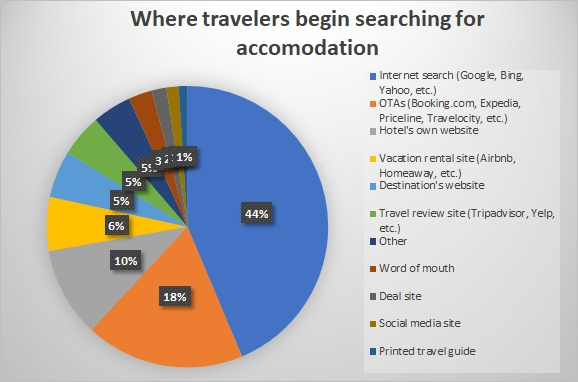 Where travelers begin searching for
accomodation
Internet search (Google, Bing,
Yahoo, etc.)
OTAs (Booking.com, Expedia,
Priceline, Travelocity, etc.)
Hotel's own website
Vacation rental site (Airbnb,
Homeaway, etc.)
Destination's website
Travel review site (Tripadvisor, Yelp,
etc.)
Other
Word of mouth
Deal site
Social media site
Printed travel guide
44%
18%
10%
6%
5%
5%
5%
3
2
1%